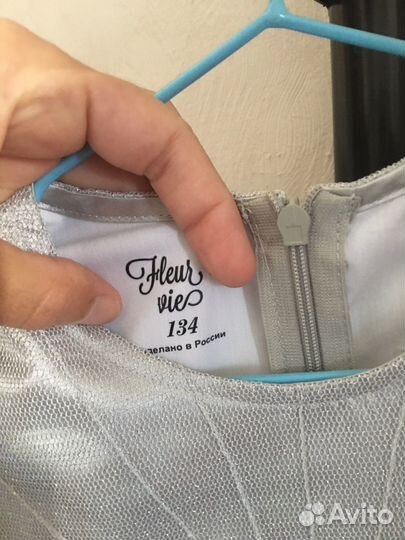 Fleur
vie
134
делано в России
Avito